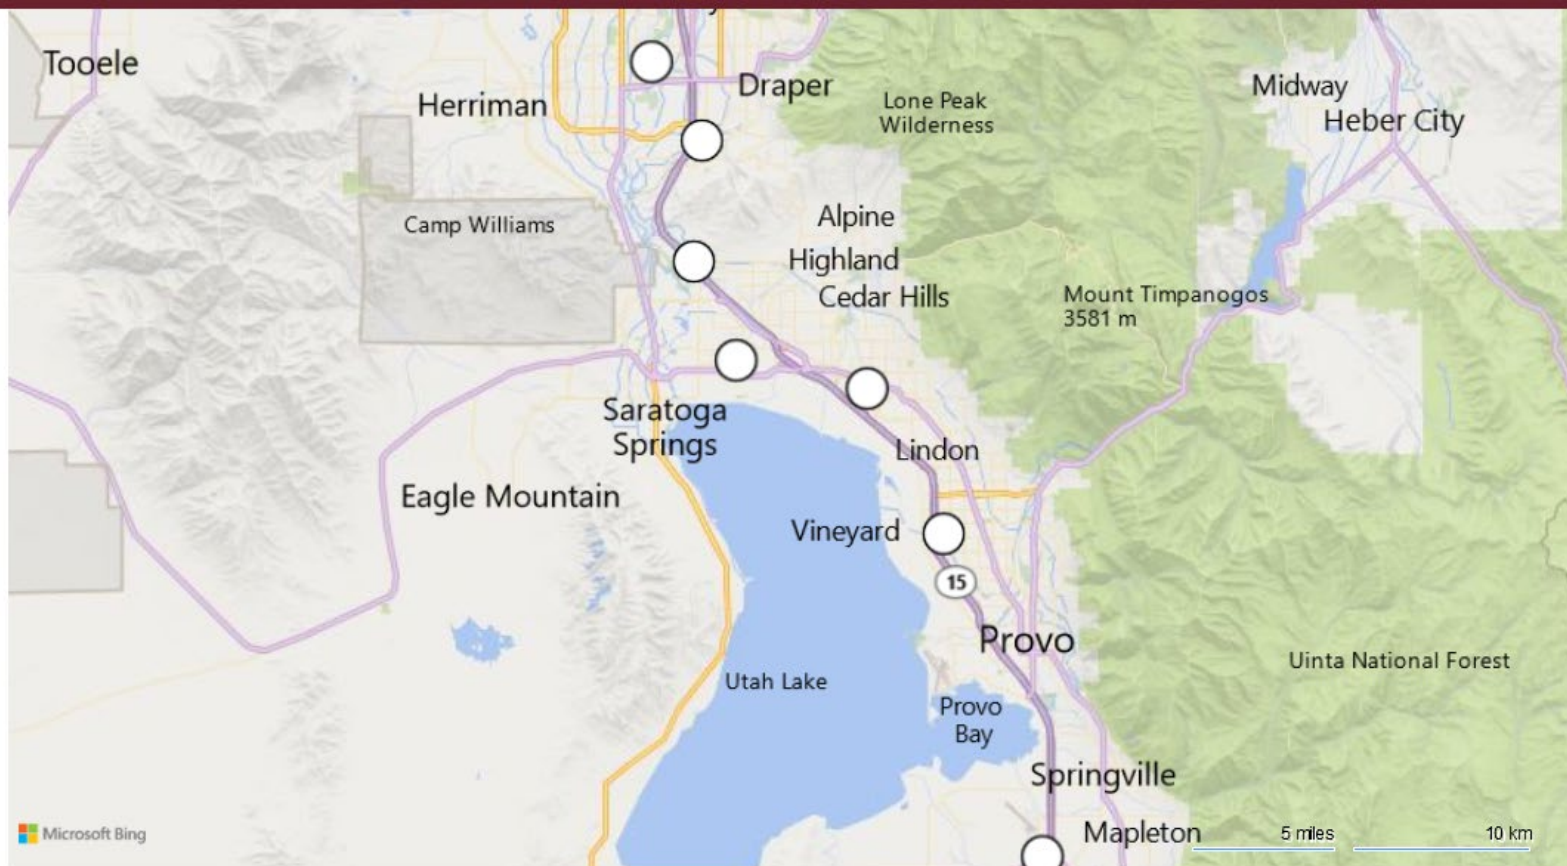 Tooele
Herriman
Draper
Lone Peak
Wilderness
Midway
Heber City
Camp Williams
Alpine
Highland
Cedar Hills
Mount Timpanogos
3581 m
Saratoga
Springs
Lindon
Eagle Mountain
Vineyard
15
Provo
Utah Lake
Uinta National Forest
Provo
Bay
Springville
Mapleton
Microsoft Bing
5 miles
10 km